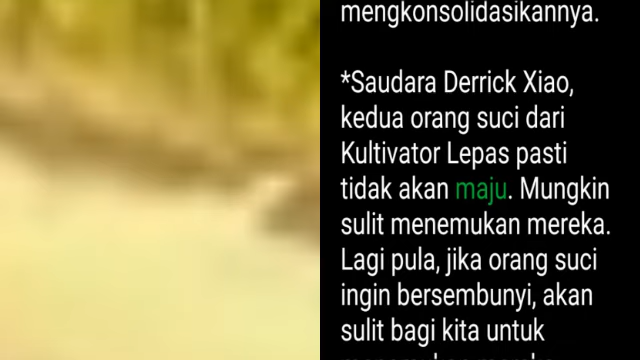 mengkonsolidasikannya.
*Saudara Derrick Xiao,
kedua orang suci dari
Kultivator Lepas pasti
tidak akan maju. Mungkin
sulit menemukan mereka.
Lagi pula, jika orang suci
ingin bersembunyi, akan
sulit bagi kita untuk